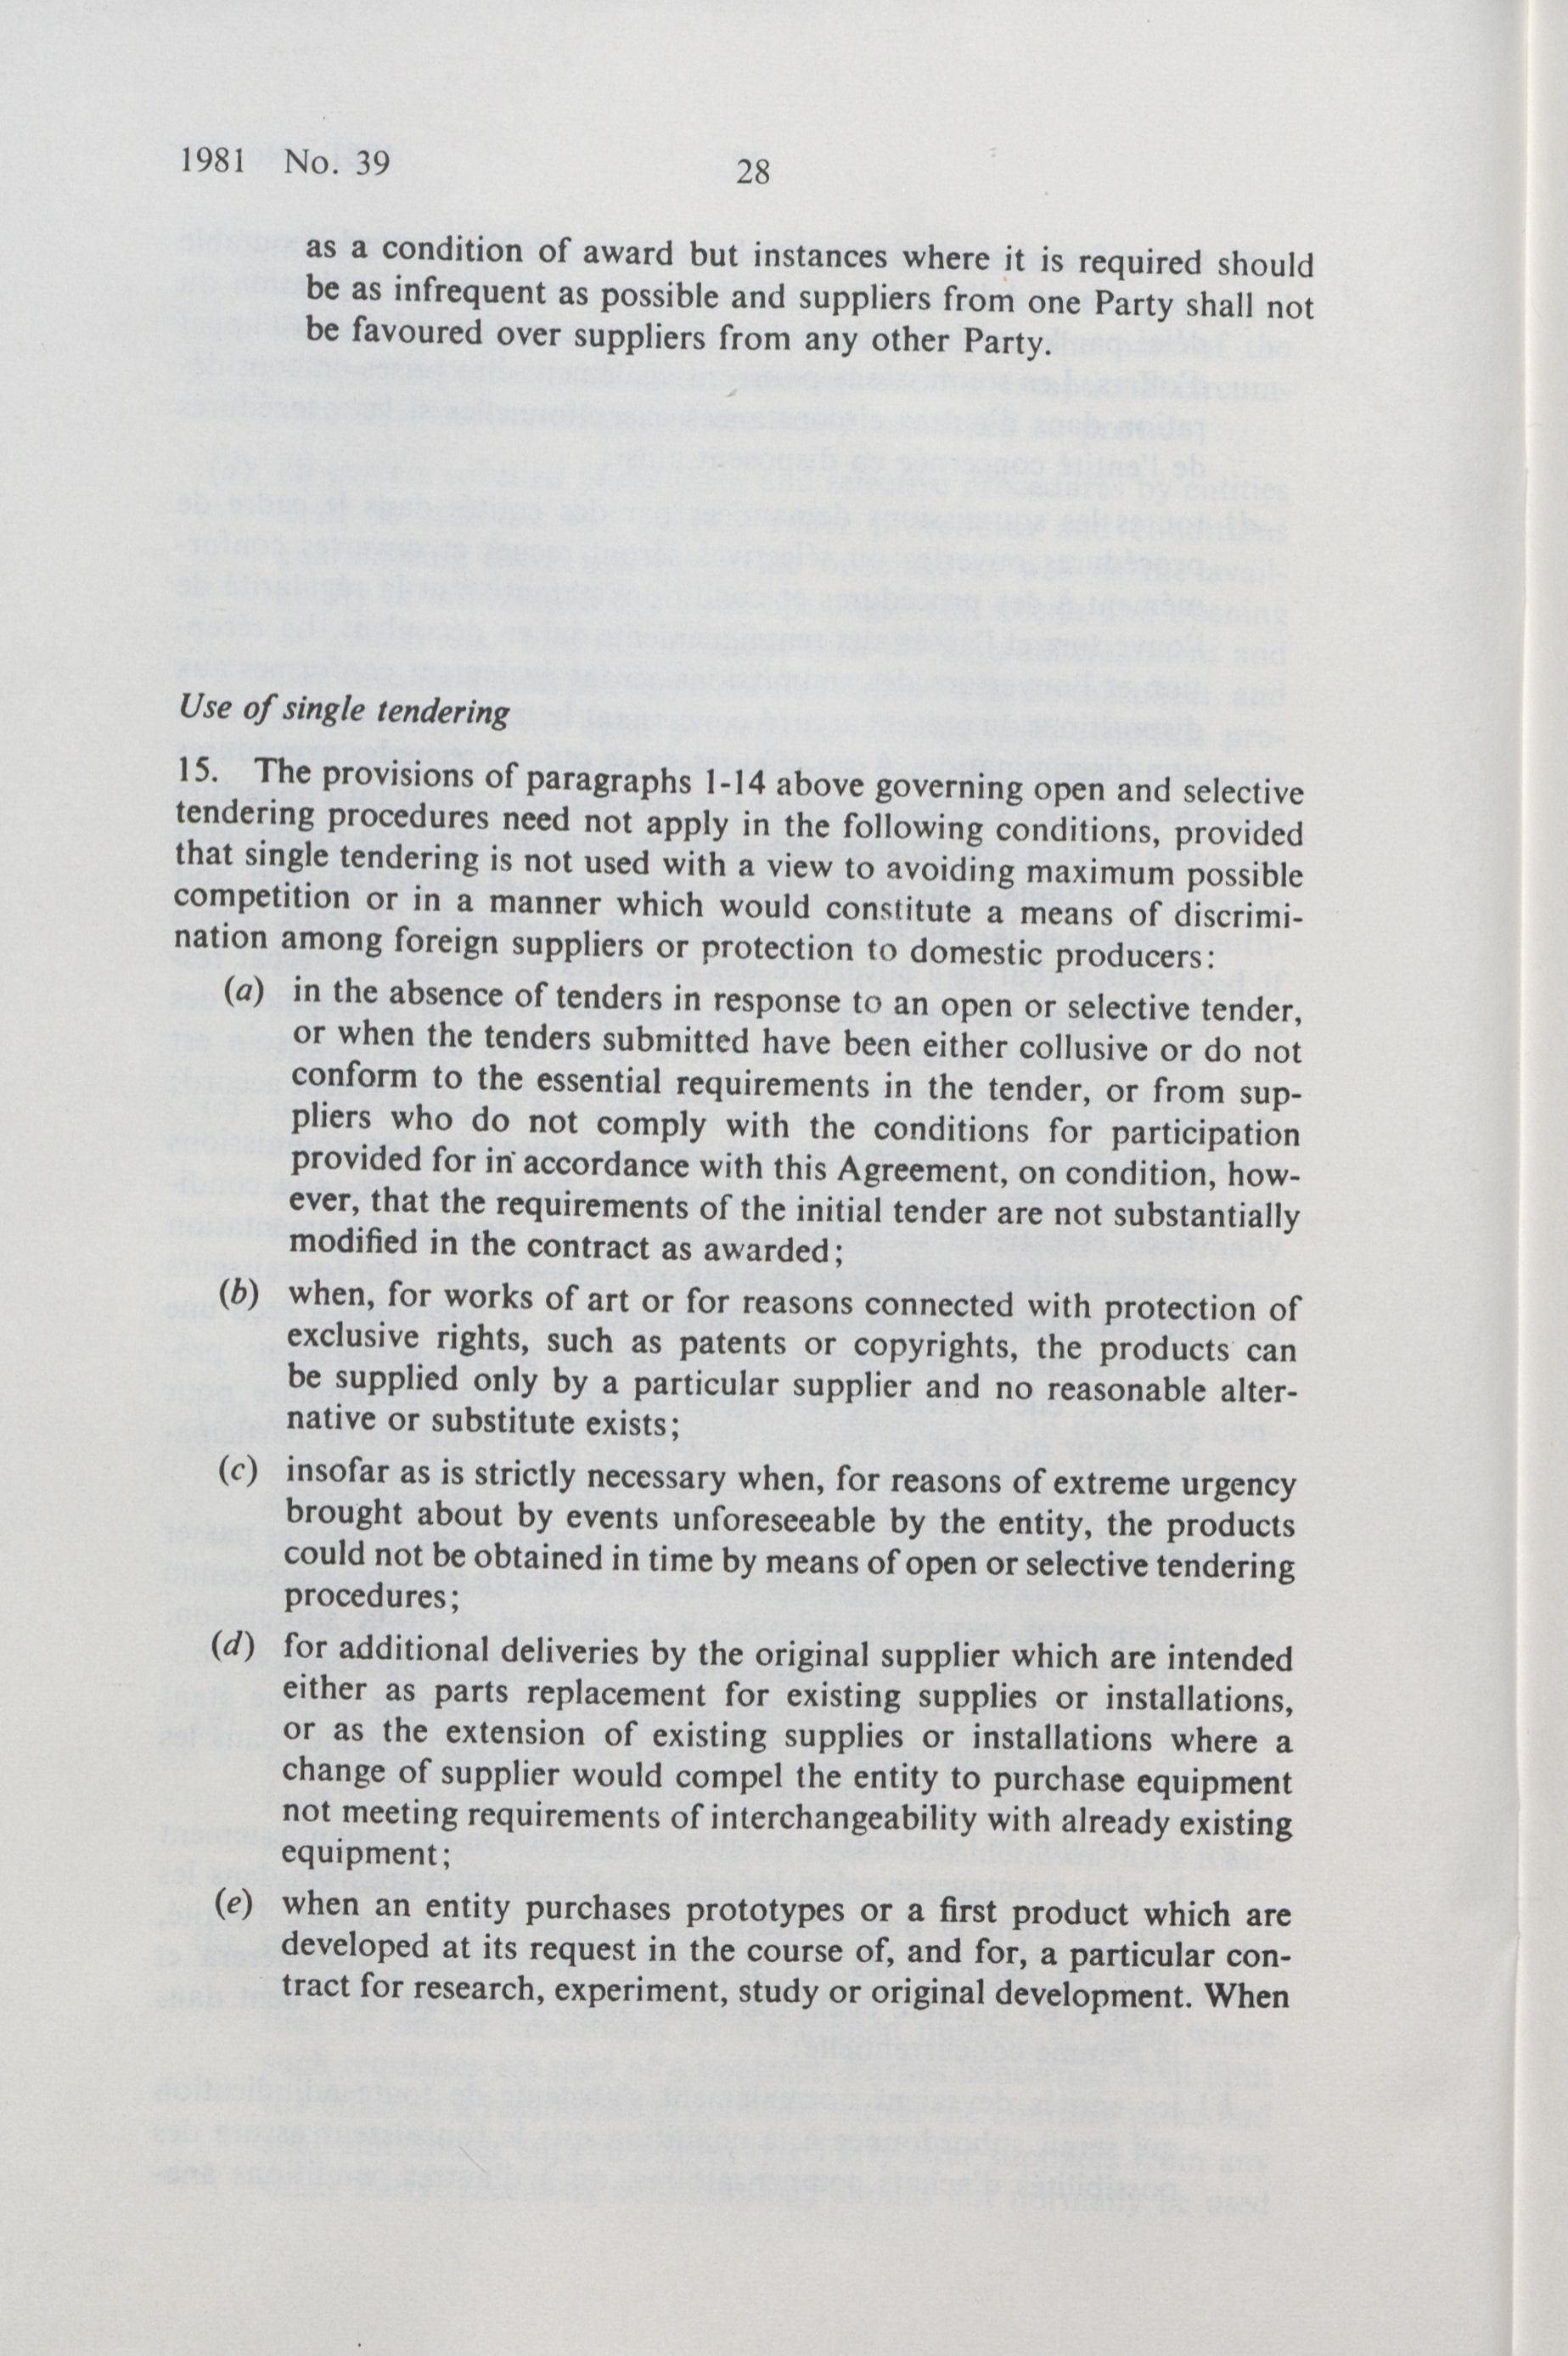 1981 No. 39
28
as a condition of award but instances where it is required should
be as infrequent as possible and suppliers from one Party shall not
be favoured over suppliers from any other Party.
Use of single tendering
15. The provisions of paragraphs 1-14 above governing open and selective
tendering procedures need not apply in the following conditions, provided
that single tendering is not used with a view to avoiding maximum possible
competition or in a manner which would constitute a means of discrimi-
nation among foreign suppliers or protection to domestic producers:
(a) in the absence of tenders in response to an open or selective tender,
or when the tenders submitted have been either collusive or do not
conform to the essential requirements in the tender, or from sup-
pliers who do not comply with the conditions for participation
provided for in accordance with this Agreement, on condition, how-
ever, that the requirements of the initial tender are not substantially
modified in the contract as awarded;
(b) when, for works of art or for reasons connected with protection of
exclusive rights, such as patents or copyrights, the products can
be supplied only by a particular supplier and no reasonable alter-
native or substitute exists;
(c) insofar as is strictly necessary when, for reasons of extreme urgency
brought about by events unforeseeable by the entity, the products
could not be obtained in time by means of open or selective tendering
procedures;
(d) for additional deliveries by the original supplier which are intended
either as parts replacement for existing supplies or installations,
or as the extension of existing supplies or installations where a
change of supplier would compel the entity to purchase equipment
not meeting requirements of interchangeability with already existing
equipment;
(e) when an entity purchases prototypes or a first product which are
developed at its request in the course of, and for, a particular con-
tract for research, experiment, study or original development. When